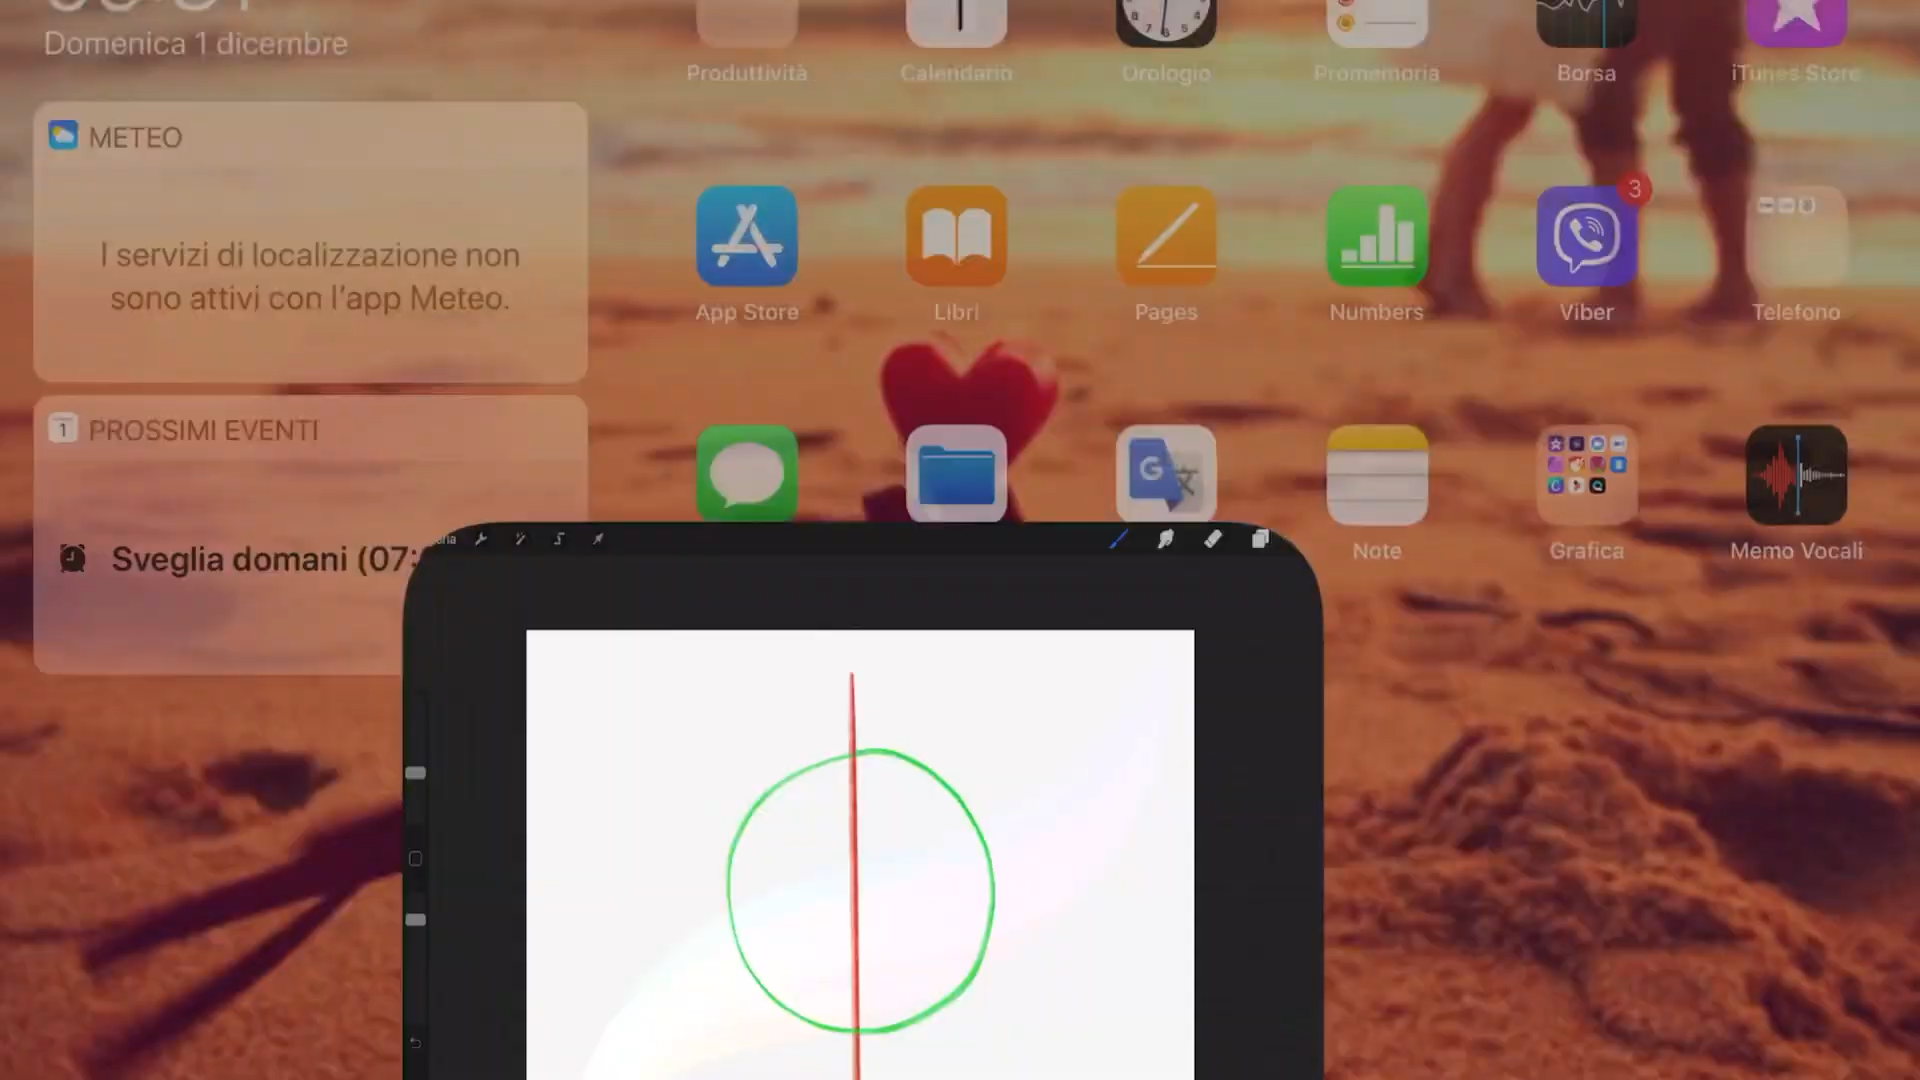 Domenica 1 dicembre
Produttività
Calendario
Orologio
Promemoria
Borsa
iTunes Store
METEO
I servizi di localizzazione non
sono attivi con l'app Meteo.
3
App Store
Libri
Pages
Numbers
Viber
Telefono
1 PROSSIMI EVENTI
Sveglia domani (07:
G
Note
Grafica
Memo Vocali